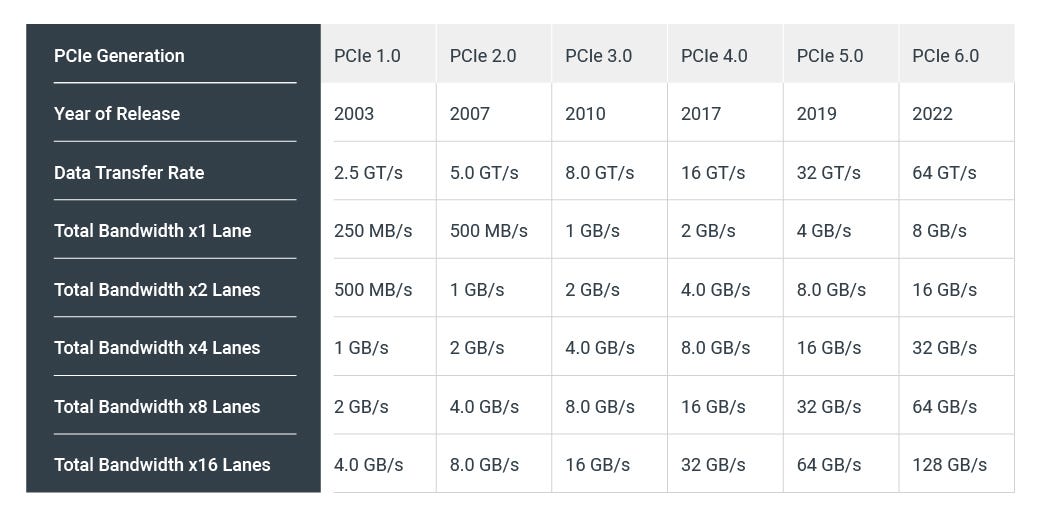 PCIe Generation PCIe 1.0 PCIe 2.0 PCIe 3.0 PCIe 4.0 PCIe 5.0 PCIe 6.0
Year of Release 2003 2007 2010 2017 2019 2022
Data Transfer Rate 2.5 GT/s 5.0 GT/s 8.0 GT/s 16 GT/s 32 GT/s 64 GT/s
Total Bandwidth x1 Lane 250 MB/s 500 MB/s 1 GB/s 2 GB/s 4 GB/s 8 GB/s
Total Bandwidth x2 Lanes 500 MB/s 1 GB/s 2 GB/s 4.0 GB/s 8.0 GB/s 16 GB/s
Total Bandwidth x4 Lanes 1 GB/s 2 GB/s 4.0 GB/s 8.0 GB/s 16 GB/s 32 GB/s
Total Bandwidth x8 Lanes 2 GB/s 4.0 GB/s 8.0 GB/s 16 GB/s 32 GB/s 64 GB/s
Total Bandwidth x16 Lanes 4.0 GB/s 8.0 GB/s 16 GB/s 32 GB/s 64 GB/s 128 GB/s